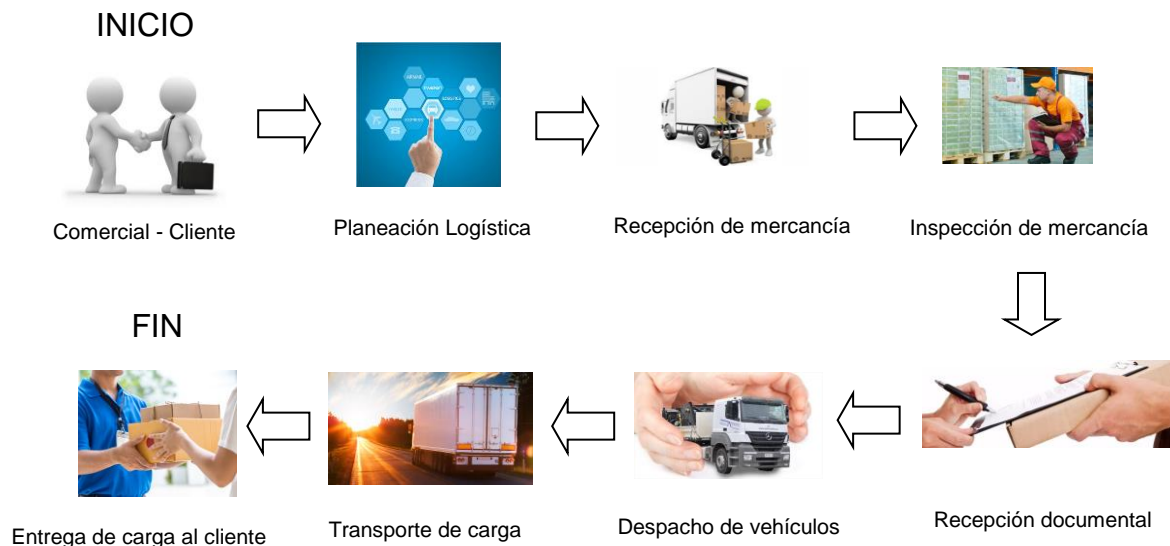 INICIO
Comercial - Cliente
Planeación Logística
Recepción de mercancía
Inspección de mercancía
FIN
Entrega de carga al cliente
Transporte de carga
Despacho de vehículos
Recepción documental